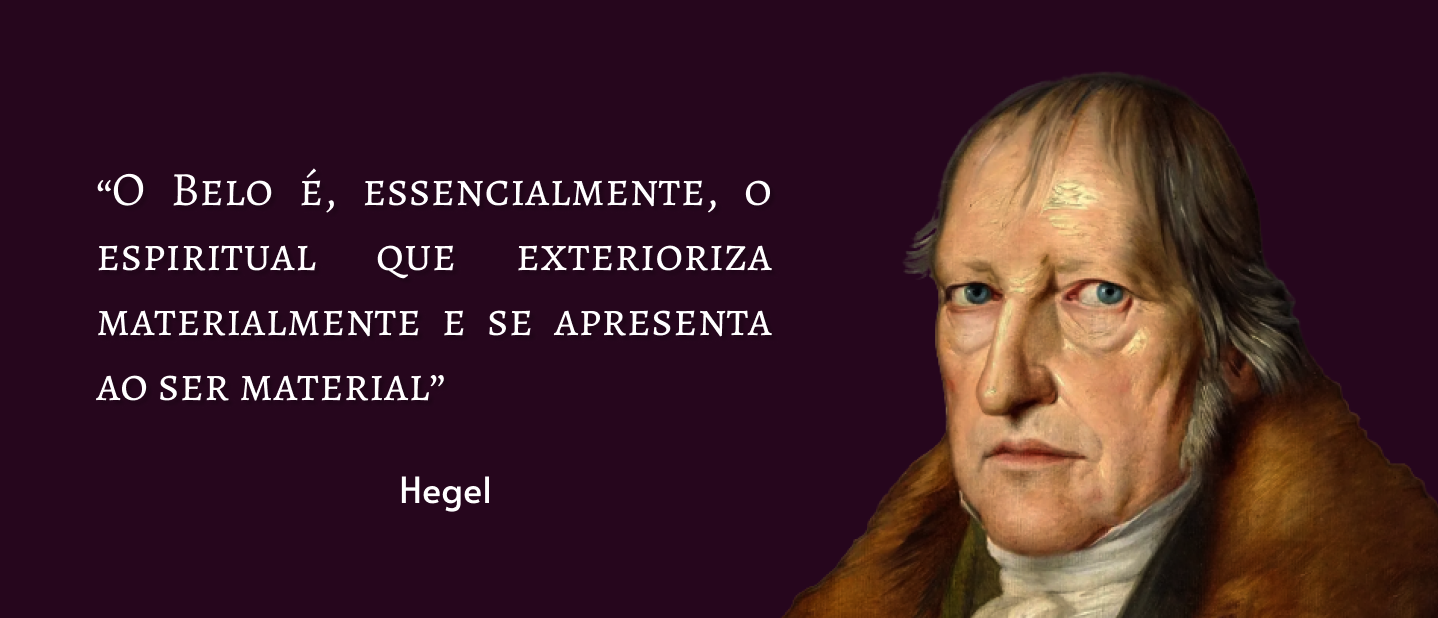 “O Belo é, essencialmente, o
espiritual que exterioriza
materialmente e se apresenta
ao ser material”
Hegel